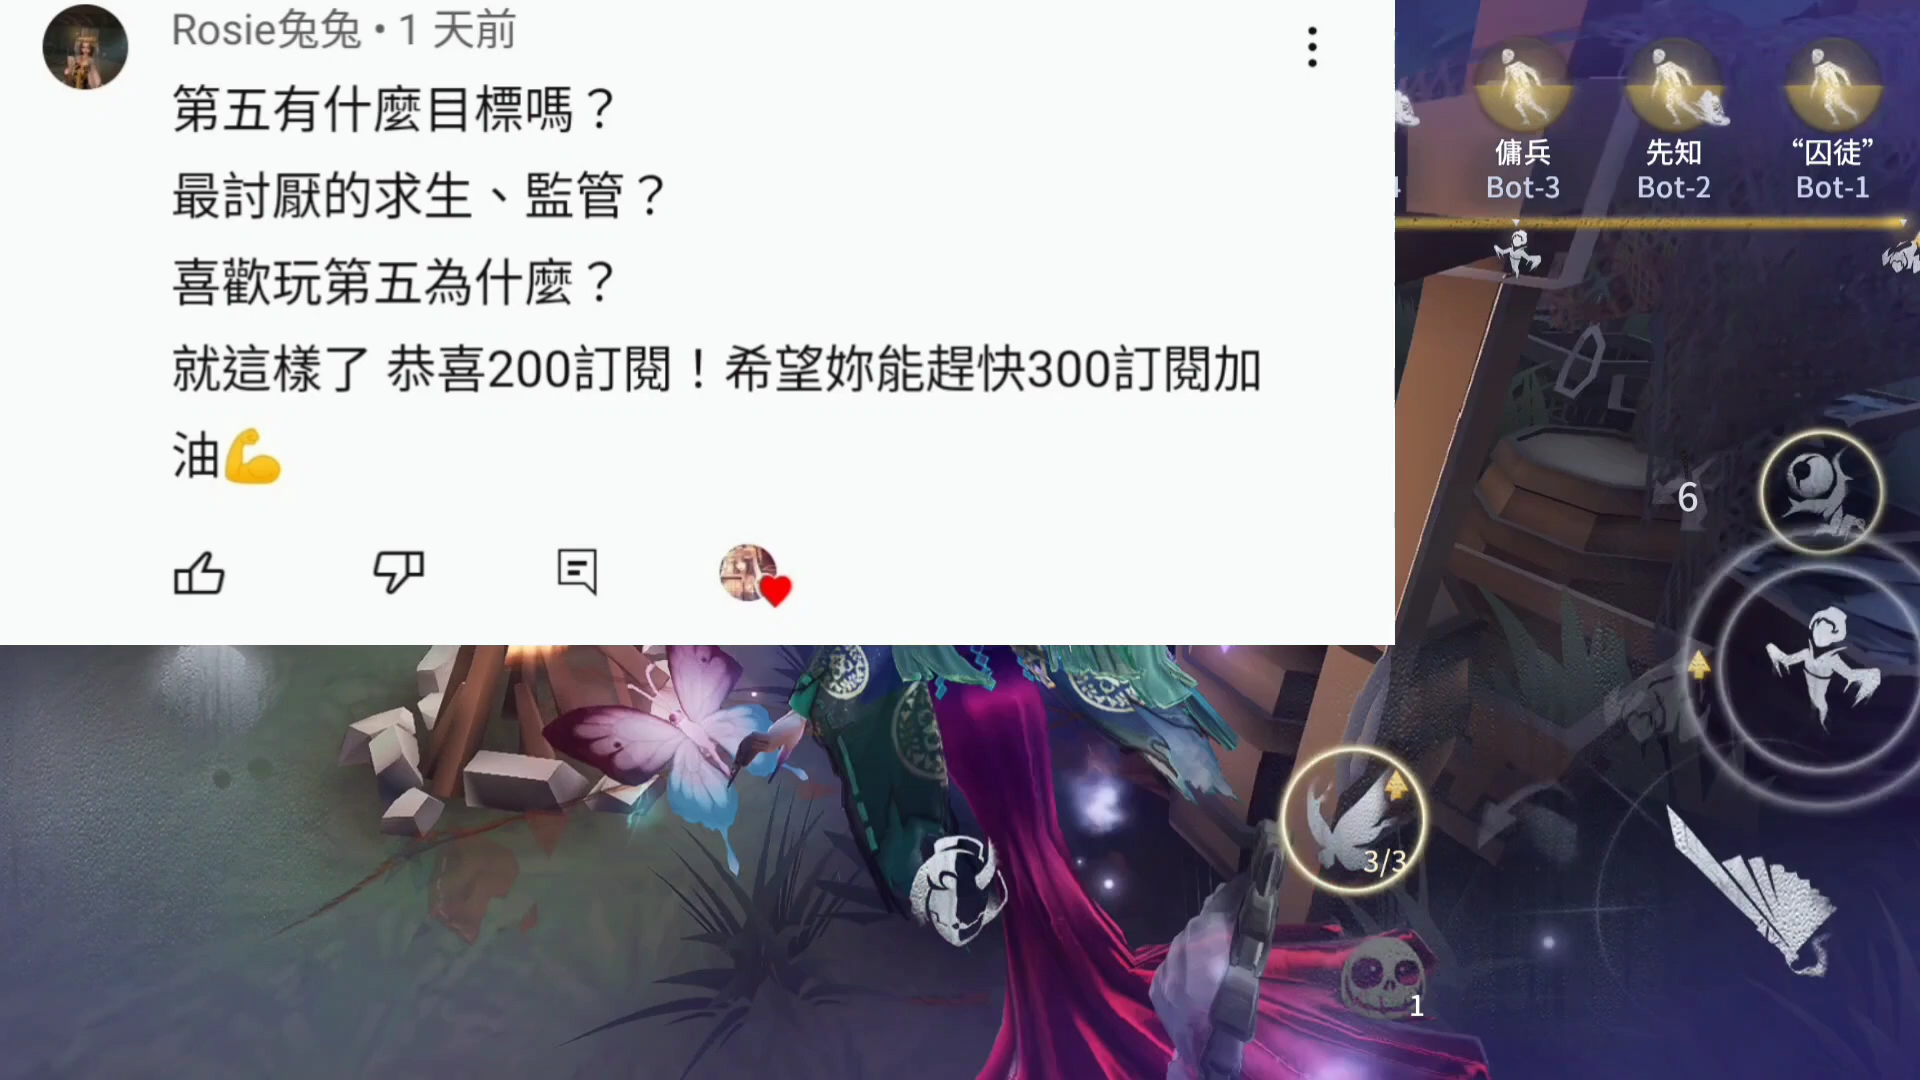 Rosie兔兔 • 1 天前
第五有什麼目標嗎？
最討厭的求生、監管？
喜歡玩第五為什麼？
就這樣了 恭喜200訂閱！希望妳能趕快300訂閱加
油💪
傭兵
Bot-3
先知
Bot-2
“囚徒”
Bot-1
6
3/3
1